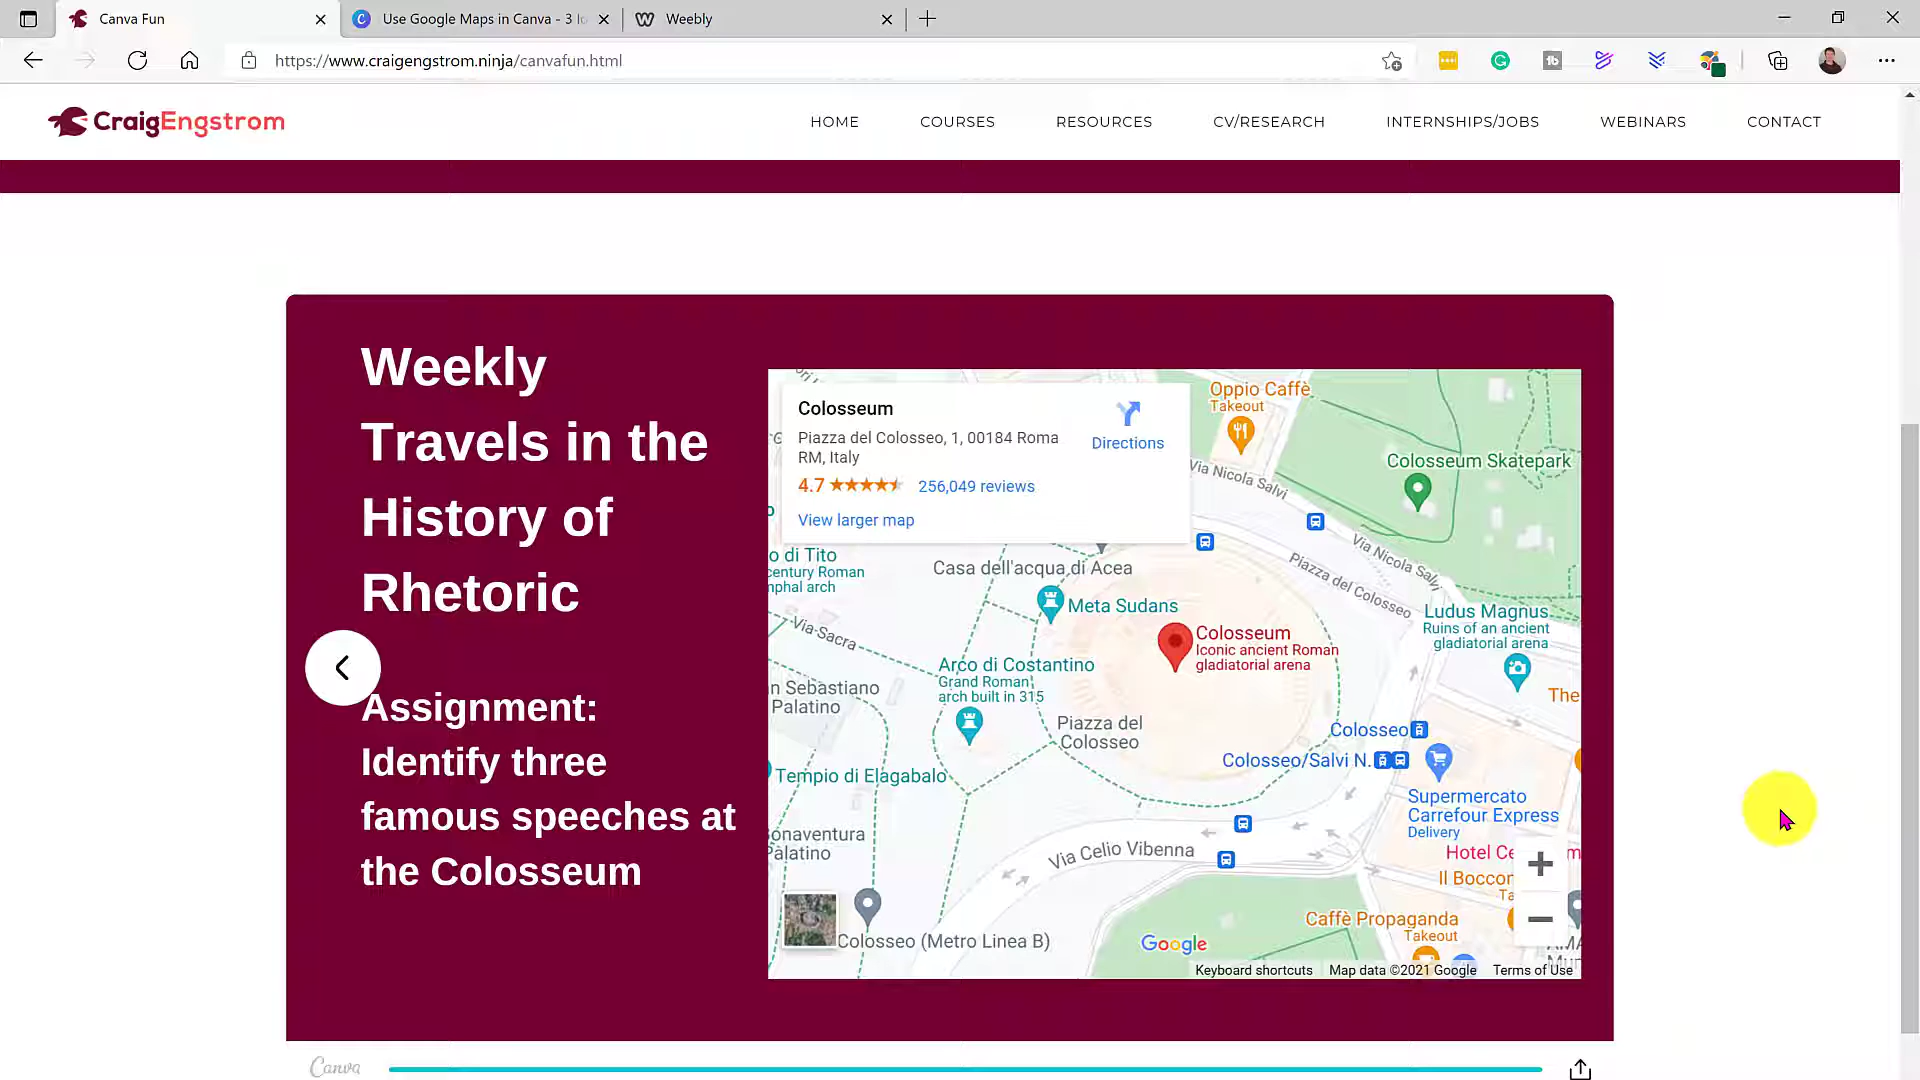 Canva Fun
Use Google Maps in Canva - 3 lo
Weebly
https://www.craigengstrom.ninja/canvafun.html
CraigEngstrom
HOME
COURSES
RESOURCES
CV/RESEARCH
INTERNSHIPS/JOBS
WEBINARS
CONTACT
Weekly
Travels in the
History of
Rhetoric
Assignment:
Identify three
famous speeches at
the Colosseum
Colosseum
Piazza del Colosseo, 1, 00184 Roma
RM, Italy
4.7
256,049 reviews
View larger map
Directions
Oppio Caffè
Takeout
Colosseum Skatepark
Via Nicola Salvi
Via Nicola Salvi
Piazza del Colosseo
o di Tito
century Roman
mphal arch
Casa dell'acqua di Acea
Meta Sudans
Via Sacra
Colosseum
Iconic ancient Roman
gladiatorial arena
Ludus Magnus
Ruins of an ancient
gladiatorial arena
Arco di Costantino
Grand Roman
arch built in 315
n Sebastiano
Palatino
The
Piazza del
Colosseo
Colosseo
Colosseo/Salvi N.
Tempio di Elagabalo
Supermercato
Carrefour Express
Delivery
onaventura
Palatino
Via Celio Vibenna
Hotel Ce
Il Boccon
Ta
Caffè Propaganda
Takeout
Colosseo (Metro Linea B)
Google
Keyboard shortcuts
Map data ©2021 Google
Terms of Use
Canva